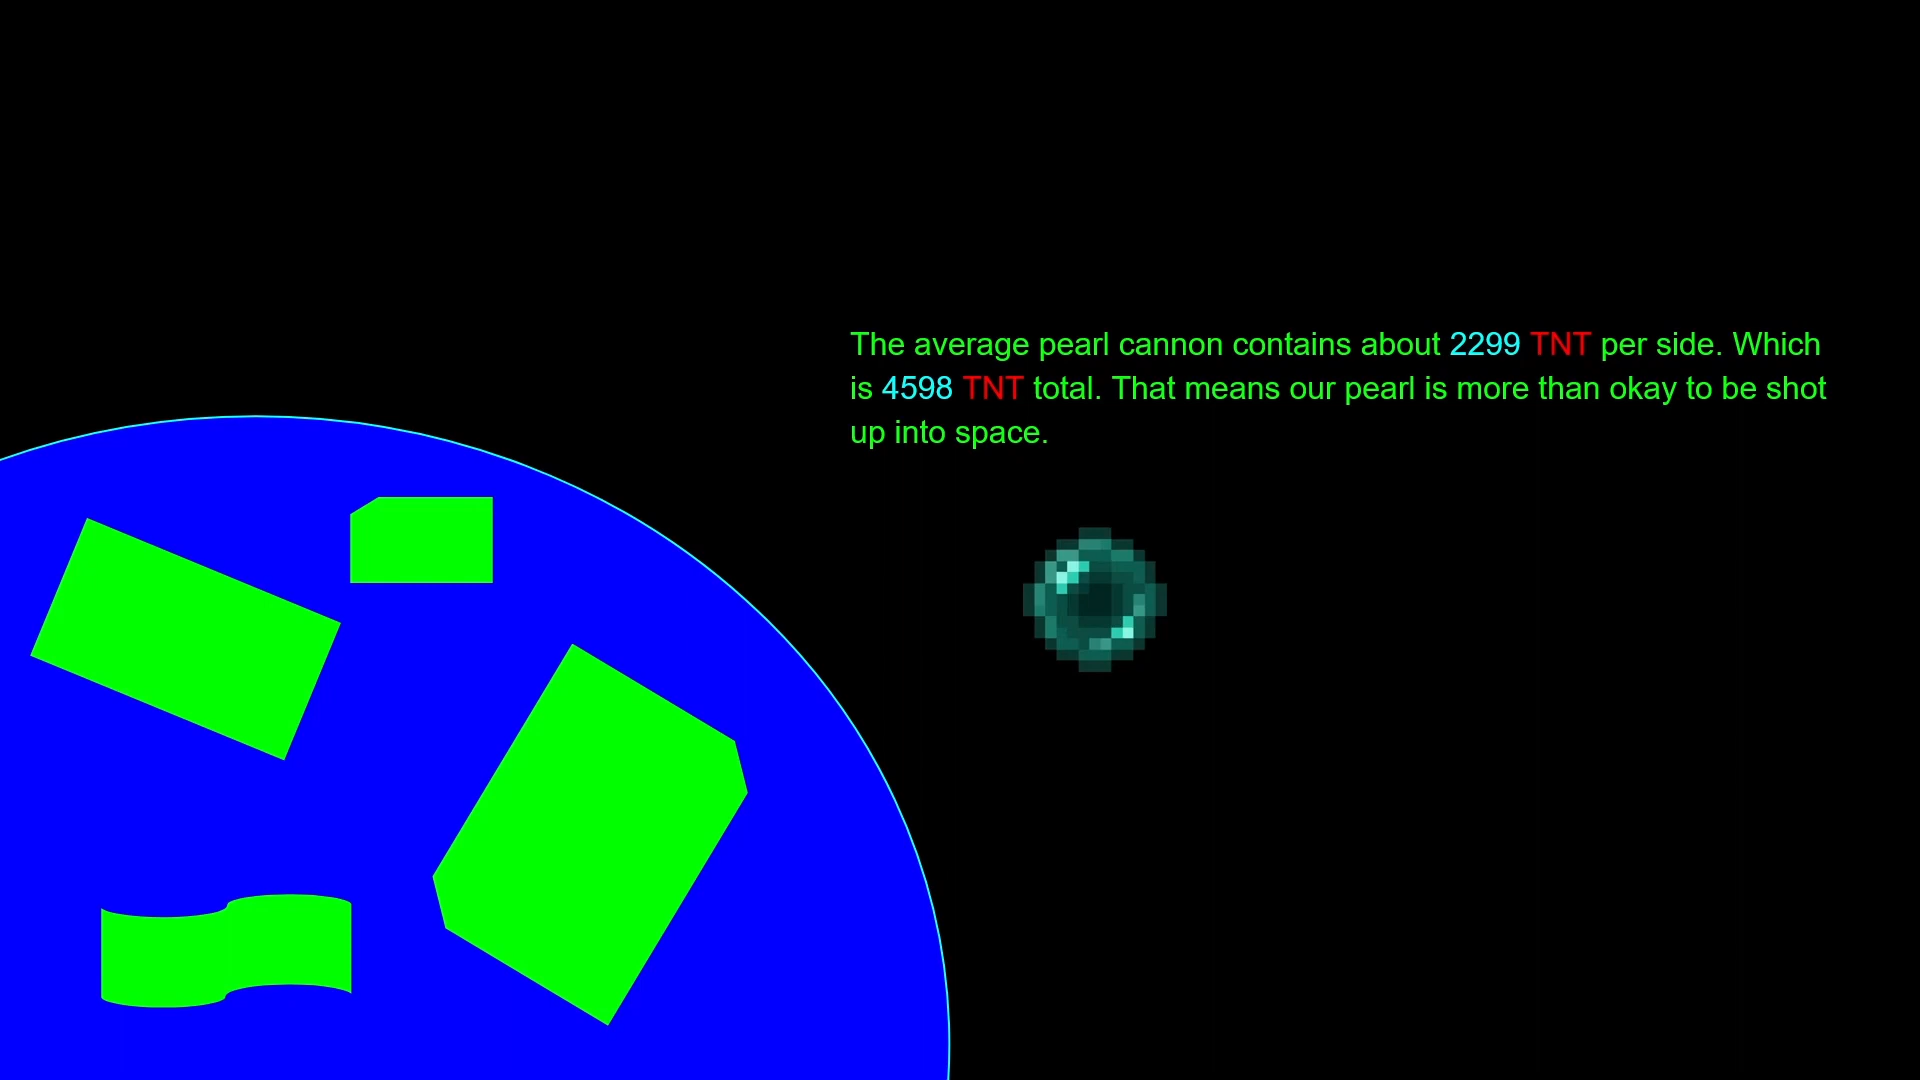 The average pearl cannon contains about 2299 TNT per side. Which
is 4598 TNT total. That means our pearl is more than okay to be shot
up into space.